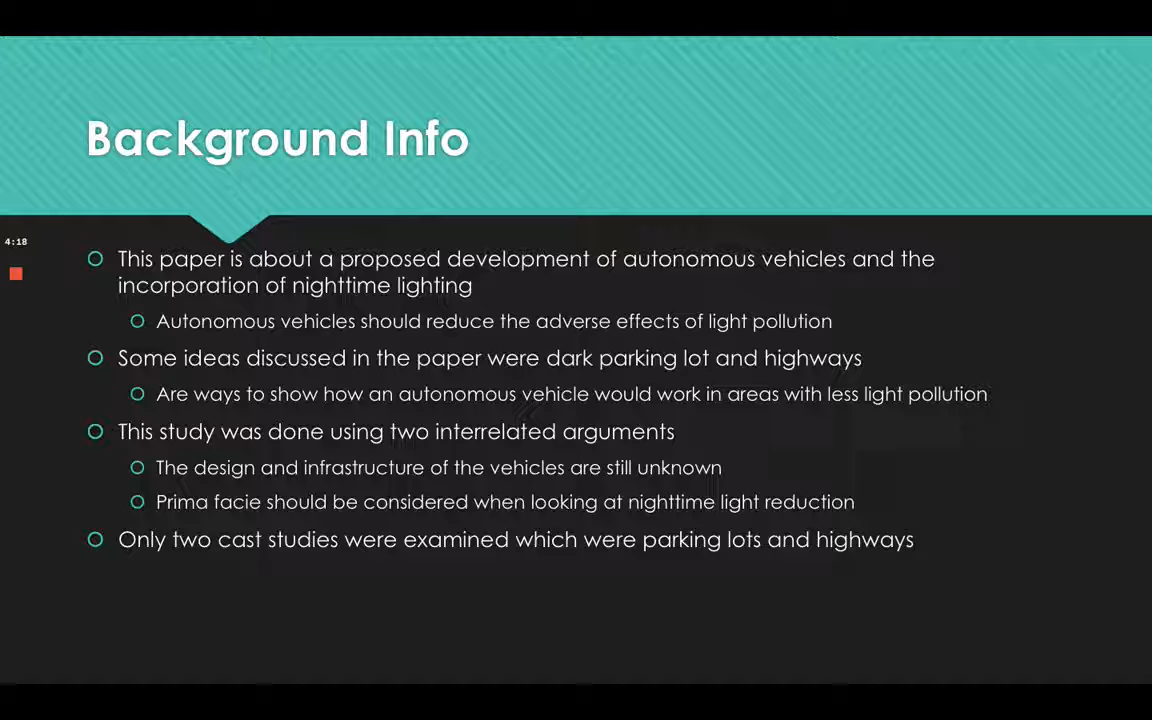 Background Info
4:18
This paper is about a proposed development of autonomous vehicles and the
incorporation of nighttime lighting
Autonomous vehicles should reduce the adverse effects of light pollution
Some ideas discussed in the paper were dark parking lot and highways
Are ways to show how an autonomous vehicle would work in areas with less light pollution
This study was done using two interrelated arguments
The design and infrastructure of the vehicles are still unknown
Prima facie should be considered when looking at nighttime light reduction
Only two cast studies were examined which were parking lots and highways